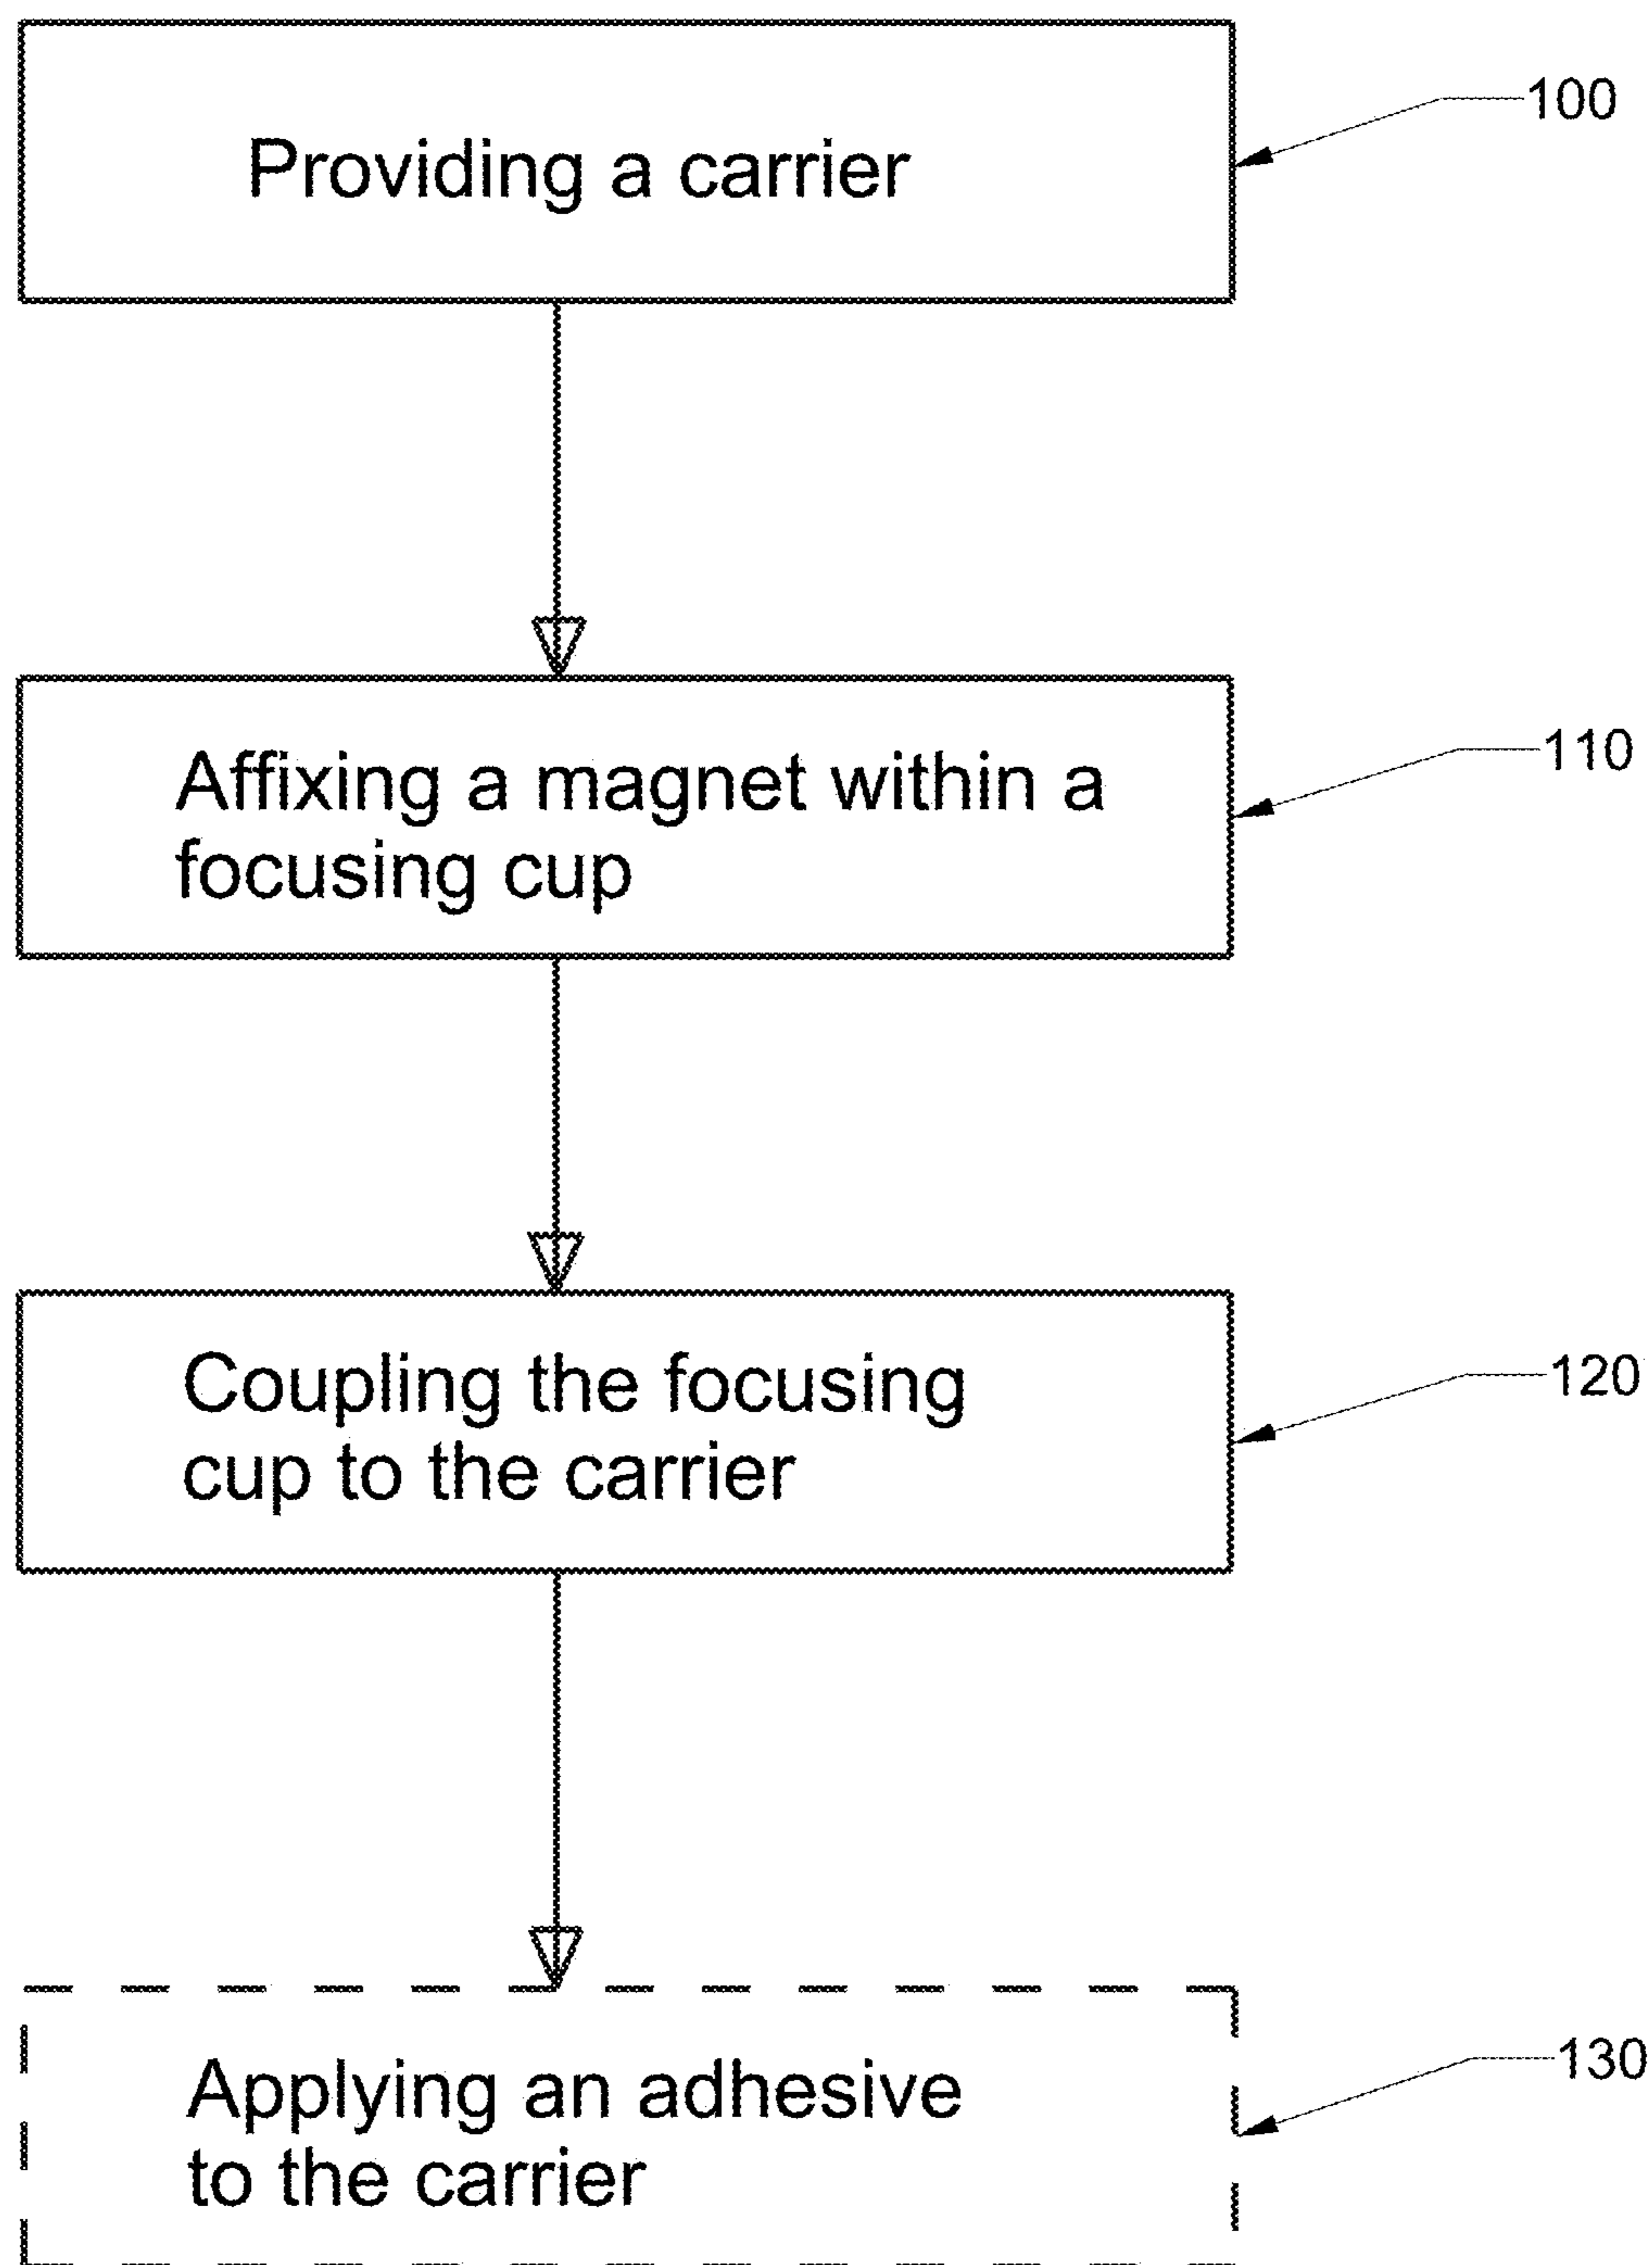 Providing a carrier
100
Affixing a magnet within a
focusing cup
110
Coupling the focusing
cup to the carrier
120
Applying an adhesive
to the carrier
130